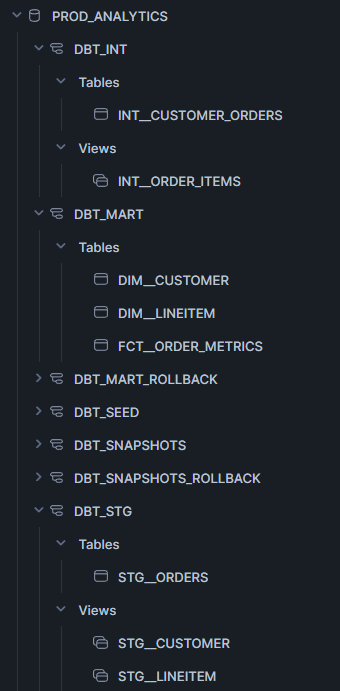 PROD_ANALYTICS
DBT_INT
Tables
INT__CUSTOMER_ORDERS
Views
INT__ORDER_ITEMS
DBT_MART
Tables
DIM__CUSTOMER
DIM__LINEITEM
FCT__ORDER_METRICS
DBT_MART_ROLLBACK
DBT_SEED
DBT_SNAPSHOTS
DBT_SNAPSHOTS_ROLLBACK
DBT_STG
Tables
STG__ORDERS
Views
STG__CUSTOMER
STG__LINEITEM